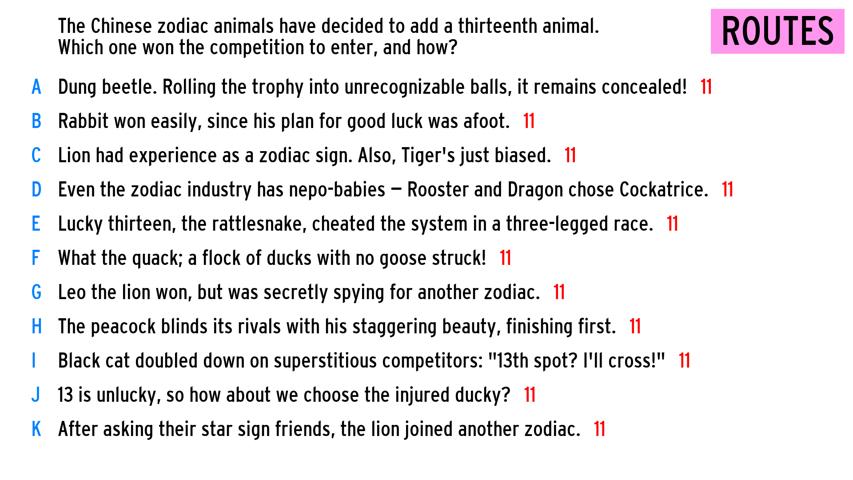 The Chinese zodiac animals have decided to add a thirteenth animal.
Which one won the competition to enter, and how?
ROUTES
A Dung beetle. Rolling the trophy into unrecognizable balls, it remains concealed! 11
B Rabbit won easily, since his plan for good luck was afoot. 11
C Lion had experience as a zodiac sign. Also, Tiger's just biased. 11
D Even the zodiac industry has nepo-babies — Rooster and Dragon chose Cockatrice. 11
E Lucky thirteen, the rattlesnake, cheated the system in a three-legged race. 11
F What the quack; a flock of ducks with no goose struck! 11
G Leo the lion won, but was secretly spying for another zodiac. 11
H The peacock blinds its rivals with his staggering beauty, finishing first. 11
I Black cat doubled down on superstitious competitors: "13th spot? I'll cross!" 11
J 13 is unlucky, so how about we choose the injured ducky? 11
K After asking their star sign friends, the lion joined another zodiac. 11